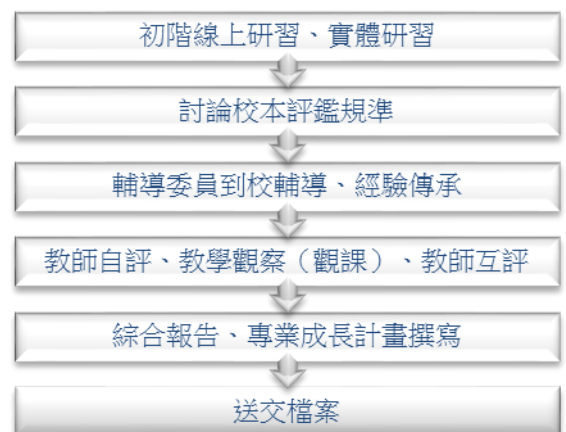 初階線上研習、實體研習
討論校本評鑑規準
輔導委員到校輔導、經驗傳承
教師自評、教學觀察（觀課）、教師互評
綜合報告、專業成長計畫撰寫
送交檔案